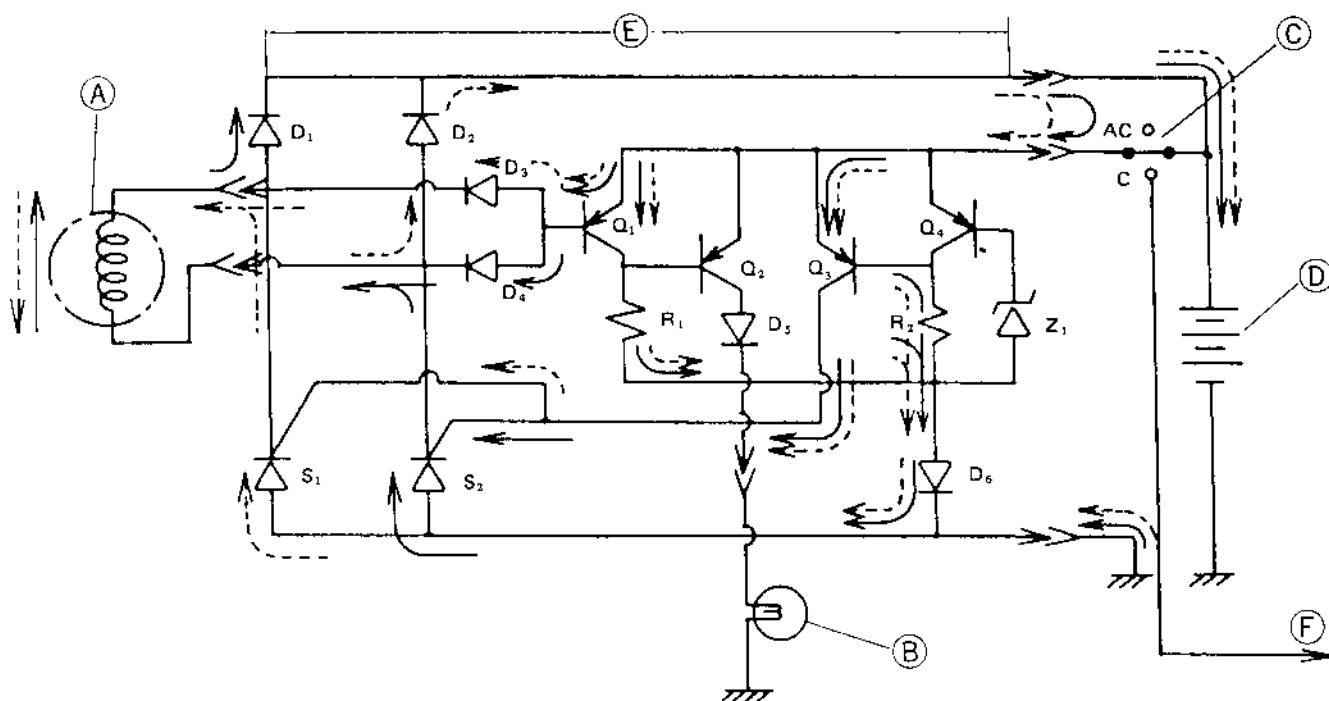 E
C
A
D₁
D₂
AC
D₃
C
Q₁
Q₄
Q₂
Q₃
D₄
D
R₁
D₅
R₂
Z₁
S₁
S₂
D₆
B
F